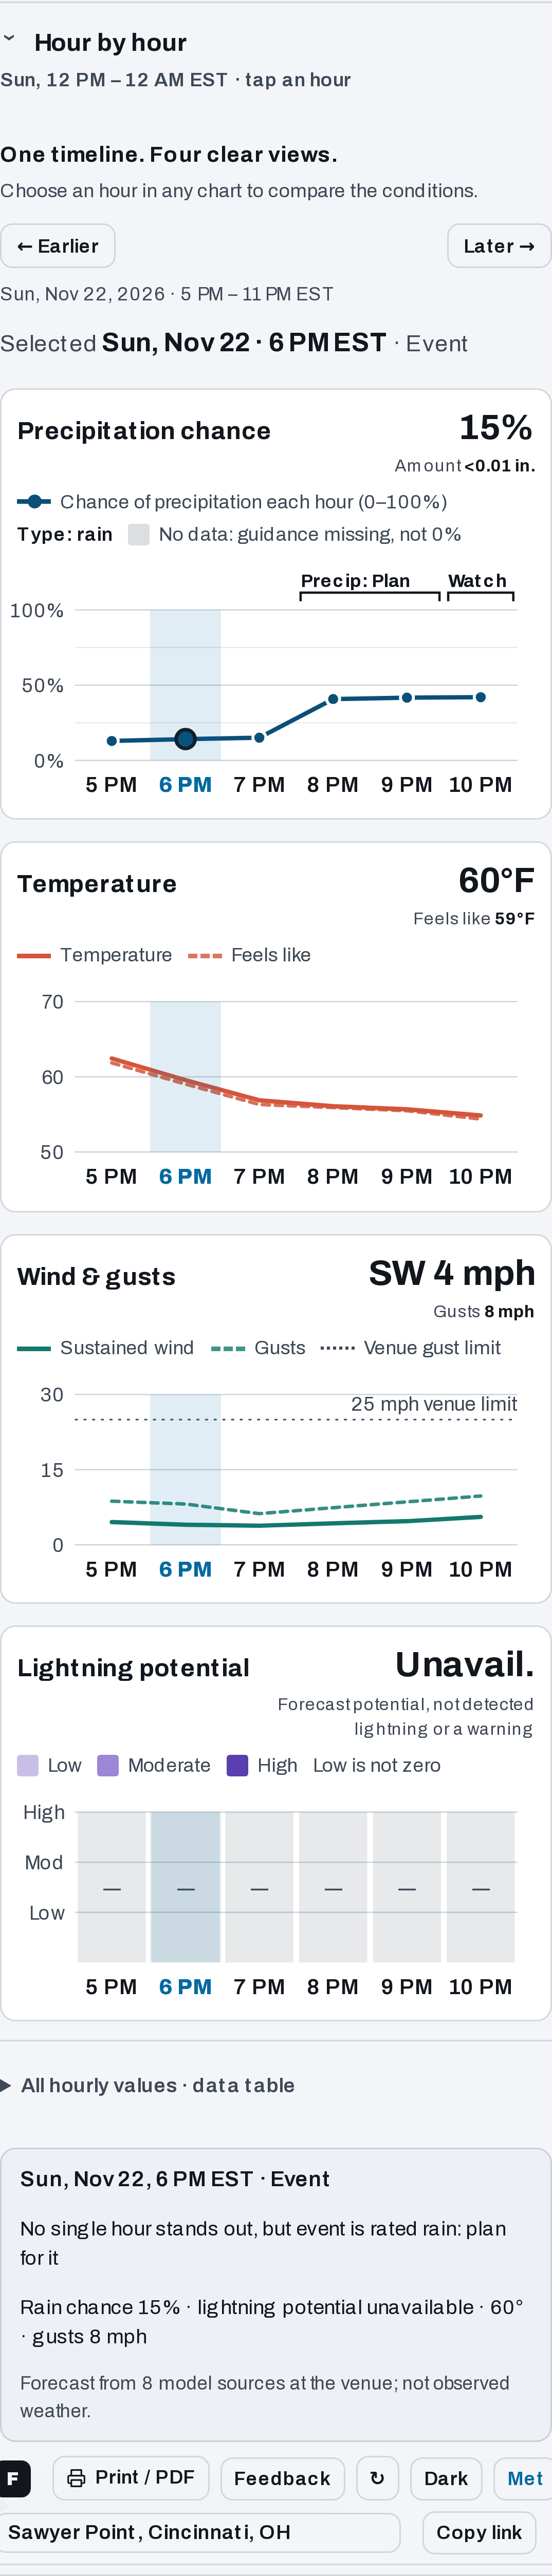 Hour by hour
Sun, 12 PM – 12 AM EST · tap an hour
One timeline. Four clear views.
Choose an hour in any chart to compare the conditions.
← Earlier
Later →
Sun, Nov 22, 2026 · 5 PM – 11 PM EST
Selected Sun, Nov 22 · 6 PM EST · Event
Precipitation chance
15%
Amount <0.01 in.
Chance of precipitation each hour (0–100%)
Type: rain No data: guidance missing, not 0%
Precip: Plan Watch
100%
50%
0%
5 PM 6 PM 7 PM 8 PM 9 PM 10 PM
Temperature
60°F
Feels like 59°F
Temperature Feels like
70
60
50
5 PM 6 PM 7 PM 8 PM 9 PM 10 PM
Wind & gusts
SW 4 mph
Gusts 8 mph
Sustained wind Gusts Venue gust limit
30
25 mph venue limit
15
0
5 PM 6 PM 7 PM 8 PM 9 PM 10 PM
Lightning potential
Unavail.
Forecast potential, not detected
lightning or a warning
Low Moderate High Low is not zero
High
Mod
— — — — — —
Low
5 PM 6 PM 7 PM 8 PM 9 PM 10 PM
▶ All hourly values · data table
Sun, Nov 22, 6 PM EST · Event
No single hour stands out, but event is rated rain: plan
for it
Rain chance 15% · lightning potential unavailable · 60°
· gusts 8 mph
Forecast from 8 model sources at the venue; not observed
weather.
F Print / PDF Feedback ↻ Dark Met
Sawyer Point, Cincinnati, OH Copy link